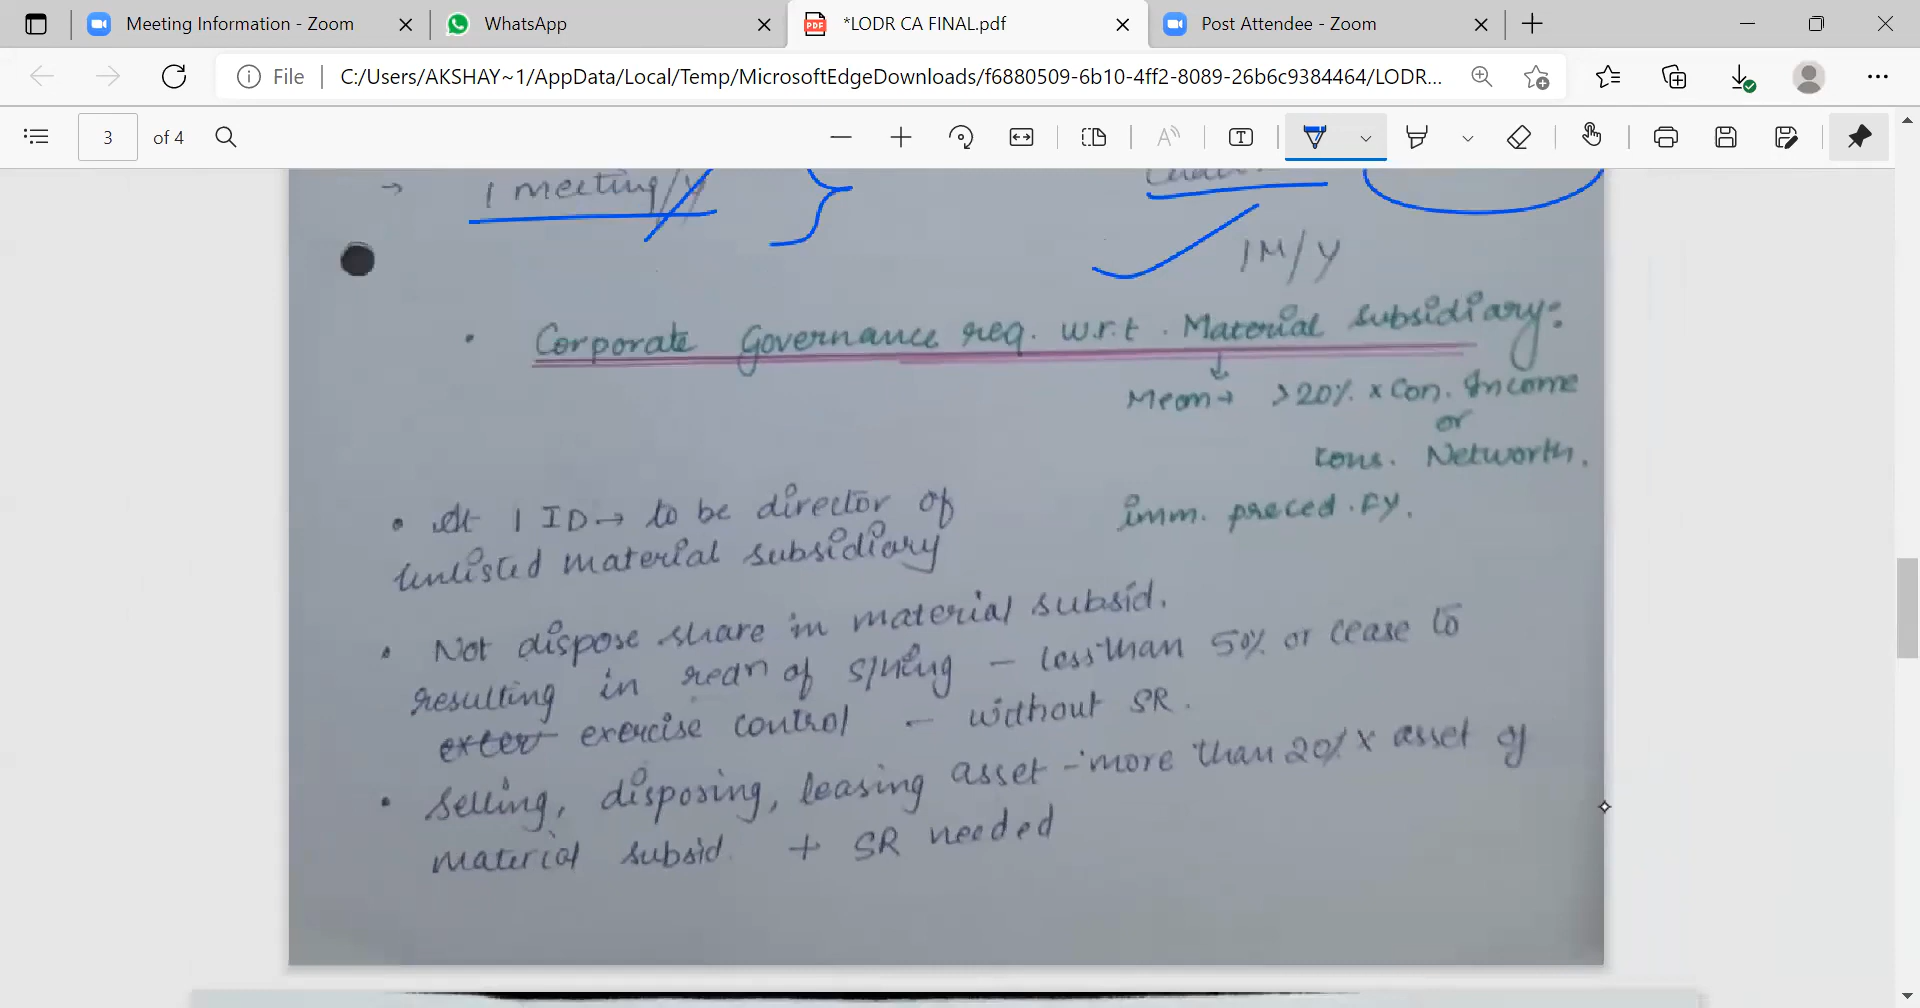 Meeting Information - Zoom
WhatsApp
*LODR CA FINAL.pdf
Post Attendee - Zoom
File
C:/Users/AKSHAY~1/AppData/Local/Temp/MicrosoftEdgeDownloads/f6880509-6b10-4ff2-8089-26b6c9384464/LODR...
3 of 4
→ 1 meeting/y
1M/y
• Corporate Governance req. w.r.t. Material subsidiary:
↓
Mean → >20% x Con. Income
or
Cons. Networth.
imm. preced. FY.
• 1 ID → to be director of
unlisted material subsidiary
• Not dispose share in material subsid.
resulting in redn of s/hding - less than 50% or cease to
exercise control - without SR.
• Selling, disposing, leasing asset - more than 20% x asset of
material subsid. + SR needed